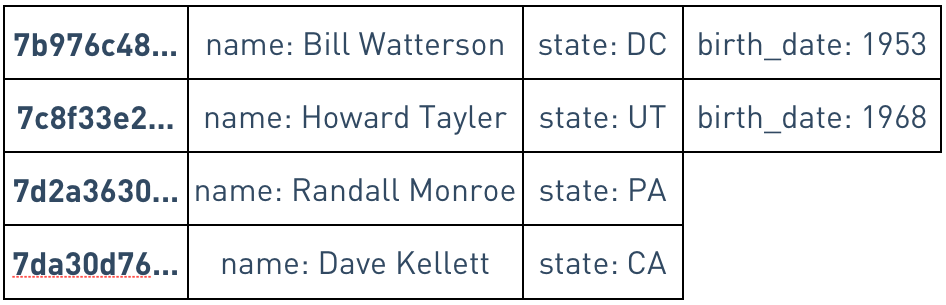 7b976c48... name: Bill Watterson state: DC birth_date: 1953
7c8f33e2... name: Howard Tayler state: UT birth_date: 1968
7d2a3630... name: Randall Monroe state: PA
7da30d76... name: Dave Kellett state: CA